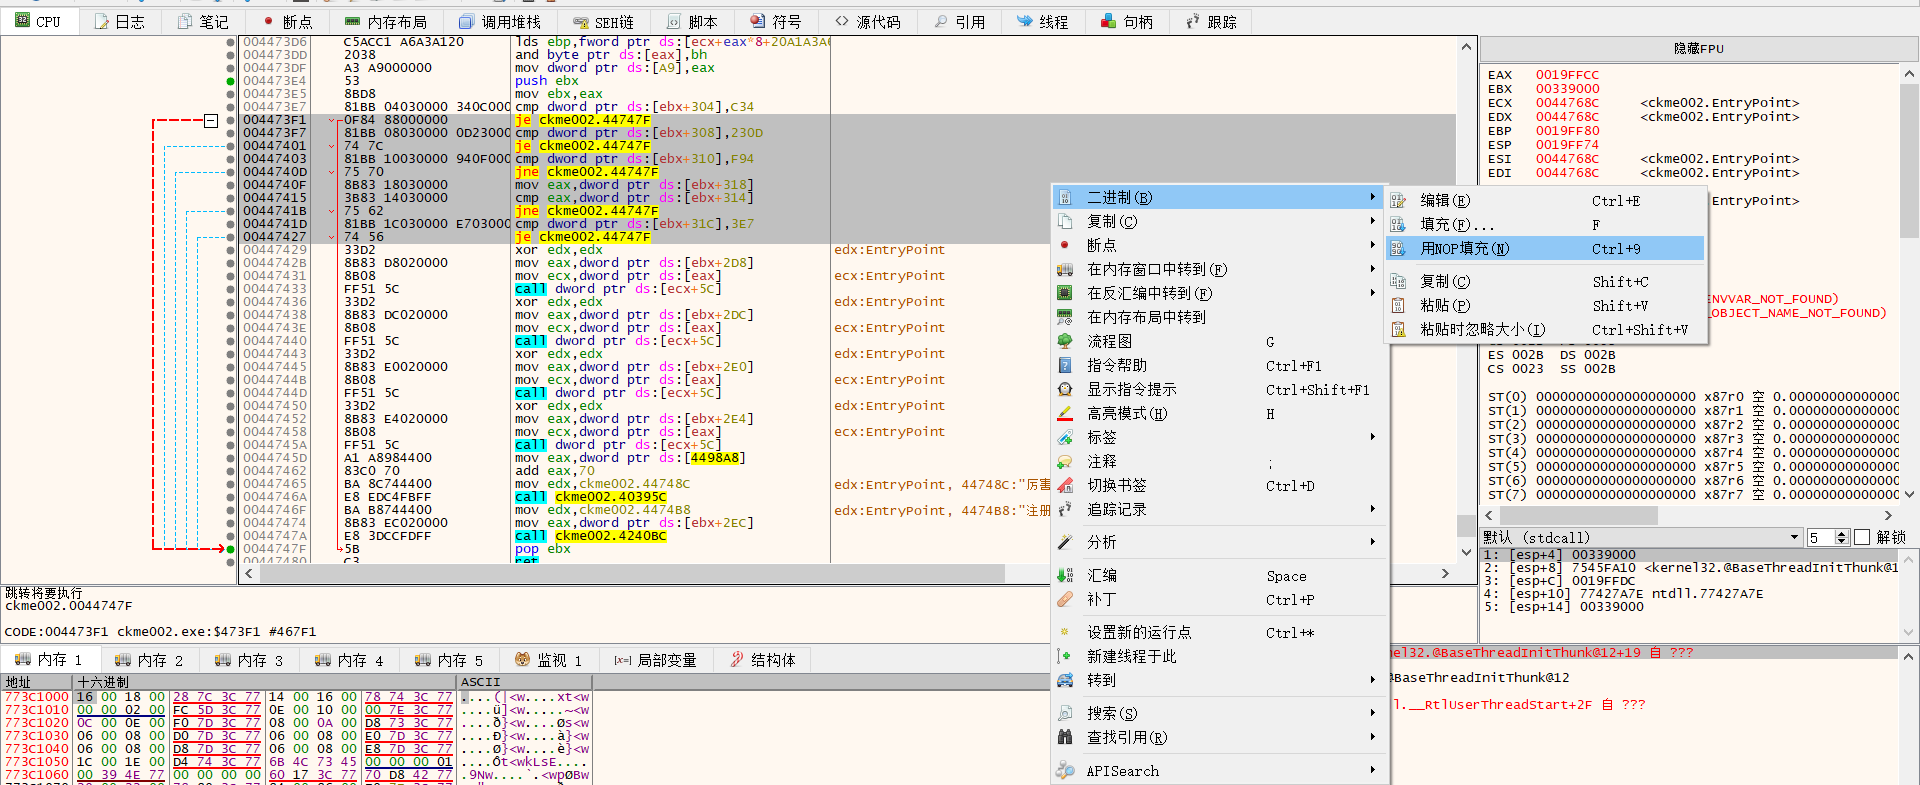 CPU 日志 笔记 断点 内存布局 调用堆栈 SEH链 脚本 符号 源代码 引用 线程 句柄 跟踪
004473D6 C5ACC1 A6A3A120 lds ebp,fword ptr ds:[ecx+eax*8+20A1A3A6
004473DD 2038 and byte ptr ds:[eax],bh
004473DF A3 A9000000 mov dword ptr ds:[A9],eax
004473E4 53 push ebx
004473E5 8BD8 mov ebx,eax
004473E7 81BB 04030000 340C000 cmp dword ptr ds:[ebx+304],C34
004473F1 0F84 88000000 je ckme002.44747F
004473F7 81BB 08030000 0D23000 cmp dword ptr ds:[ebx+308],230D
00447401 74 7C je ckme002.44747F
00447403 81BB 10030000 940F000 cmp dword ptr ds:[ebx+310],F94
0044740D 75 70 jne ckme002.44747F
0044740F 8B83 18030000 mov eax,dword ptr ds:[ebx+318]
00447415 3B83 14030000 cmp eax,dword ptr ds:[ebx+314]
0044741B 75 62 jne ckme002.44747F
0044741D 81BB 1C030000 E703000 cmp dword ptr ds:[ebx+31C],3E7
00447427 74 56 je ckme002.44747F
00447429 33D2 xor edx,edx edx:EntryPoint
0044742B 8B83 D8020000 mov eax,dword ptr ds:[ebx+2D8]
00447431 8B08 mov ecx,dword ptr ds:[eax] ecx:EntryPoint
00447433 FF51 5C call dword ptr ds:[ecx+5C]
00447436 33D2 xor edx,edx edx:EntryPoint
00447438 8B83 DC020000 mov eax,dword ptr ds:[ebx+2DC]
0044743E 8B08 mov ecx,dword ptr ds:[eax] ecx:EntryPoint
00447440 FF51 5C call dword ptr ds:[ecx+5C]
00447443 33D2 xor edx,edx edx:EntryPoint
00447445 8B83 E0020000 mov eax,dword ptr ds:[ebx+2E0]
0044744B 8B08 mov ecx,dword ptr ds:[eax] ecx:EntryPoint
0044744D FF51 5C call dword ptr ds:[ecx+5C]
00447450 33D2 xor edx,edx edx:EntryPoint
00447452 8B83 E4020000 mov eax,dword ptr ds:[ebx+2E4]
00447458 8B08 mov ecx,dword ptr ds:[eax] ecx:EntryPoint
0044745A FF51 5C call dword ptr ds:[ecx+5C]
0044745D A1 A8984400 mov eax,dword ptr ds:[4498A8]
00447462 83C0 70 add eax,70
00447465 BA 8C744400 mov edx,ckme002.44748C edx:EntryPoint, 44748C:"厉害
0044746A E8 EDC4FBFF call ckme002.40395C
0044746F BA B8744400 mov edx,ckme002.4474B8 edx:EntryPoint, 4474B8:"注册
00447474 8B83 EC020000 mov eax,dword ptr ds:[ebx+2EC]
0044747A E8 3DCCFDFF call ckme002.4240BC
0044747F 5B pop ebx
00447480 C3 ret
跳转将要执行
ckme002.0044747F
CODE:004473F1 ckme002.exe:$473F1 #467F1
二进制(B)
复制(C)
断点
在内存窗口中转到(F)
在反汇编中转到(F)
在内存布局中转到
流程图 G
指令帮助 Ctrl+F1
显示指令提示 Ctrl+Shift+F1
高亮模式(H) H
标签
注释 ;
切换书签 Ctrl+D
追踪记录
分析
汇编 Space
补丁 Ctrl+P
设置新的运行点 Ctrl+*
新建线程于此
转到
搜索(S)
查找引用(R)
APISearch
编辑(E) Ctrl+E
填充(F)... F
用NOP填充(N) Ctrl+9
复制(C) Shift+C
粘贴(P) Shift+V
粘贴时忽略大小(I) Ctrl+Shift+V
隐藏FPU
EAX 0019FFCC
EBX 00339000
ECX 0044768C <ckme002.EntryPoint>
EDX 0044768C <ckme002.EntryPoint>
EBP 0019FF80
ESP 0019FF74
ESI 0044768C <ckme002.EntryPoint>
EDI 0044768C <ckme002.EntryPoint>
ckme002.EntryPoint>
ENVVAR_NOT_FOUND)
_OBJECT_NAME_NOT_FOUND)
ES 002B DS 002B
CS 0023 SS 002B
ST(0) 00000000000000000000 x87r0 空 0.00000000000000
ST(1) 00000000000000000000 x87r1 空 0.00000000000000
ST(2) 00000000000000000000 x87r2 空 0.00000000000000
ST(3) 00000000000000000000 x87r3 空 0.00000000000000
ST(4) 00000000000000000000 x87r4 空 0.00000000000000
ST(5) 00000000000000000000 x87r5 空 0.00000000000000
ST(6) 00000000000000000000 x87r6 空 0.00000000000000
ST(7) 00000000000000000000 x87r7 空 0.00000000000000
默认 (stdcall) 5 解锁
1: [esp+4] 00339000
2: [esp+8] 7545FA10 <kernel32.@BaseThreadInitThunk@1
3: [esp+C] 0019FFDC
4: [esp+10] 77427A7E ntdll.77427A7E
5: [esp+14] 00339000
内存 1 内存 2 内存 3 内存 4 内存 5 监视 1 [x=] 局部变量 结构体
地址 十六进制 ASCII
773C1000 16 00 18 00 28 7C 3C 77 14 00 16 00 78 74 3C 77 ....(|<w....xt<w
773C1010 00 00 02 00 FC 5D 3C 77 0E 00 10 00 00 7E 3C 77 ....ü]<w.....~<w
773C1020 0C 00 0E 00 F0 7D 3C 77 08 00 0A 00 D8 73 3C 77 ....ð}<w....Øs<w
773C1030 06 00 08 00 D0 7D 3C 77 06 00 08 00 E0 7D 3C 77 ....Ð}<w....à}<w
773C1040 06 00 08 00 D8 7D 3C 77 06 00 08 00 E8 7D 3C 77 ....Ø}<w....è}<w
773C1050 1C 00 1E 00 D4 74 3C 77 6B 4C 73 45 00 00 00 01 ....Ôt<wkLsE....
773C1060 00 39 4E 77 00 00 00 00 60 17 3C 77 70 D8 42 77 .9Nw....`.<wpØBw
nel32.@BaseThreadInitThunk@12+19 自 ???
@BaseThreadInitThunk@12
l.__RtlUserThreadStart+2F 自 ???